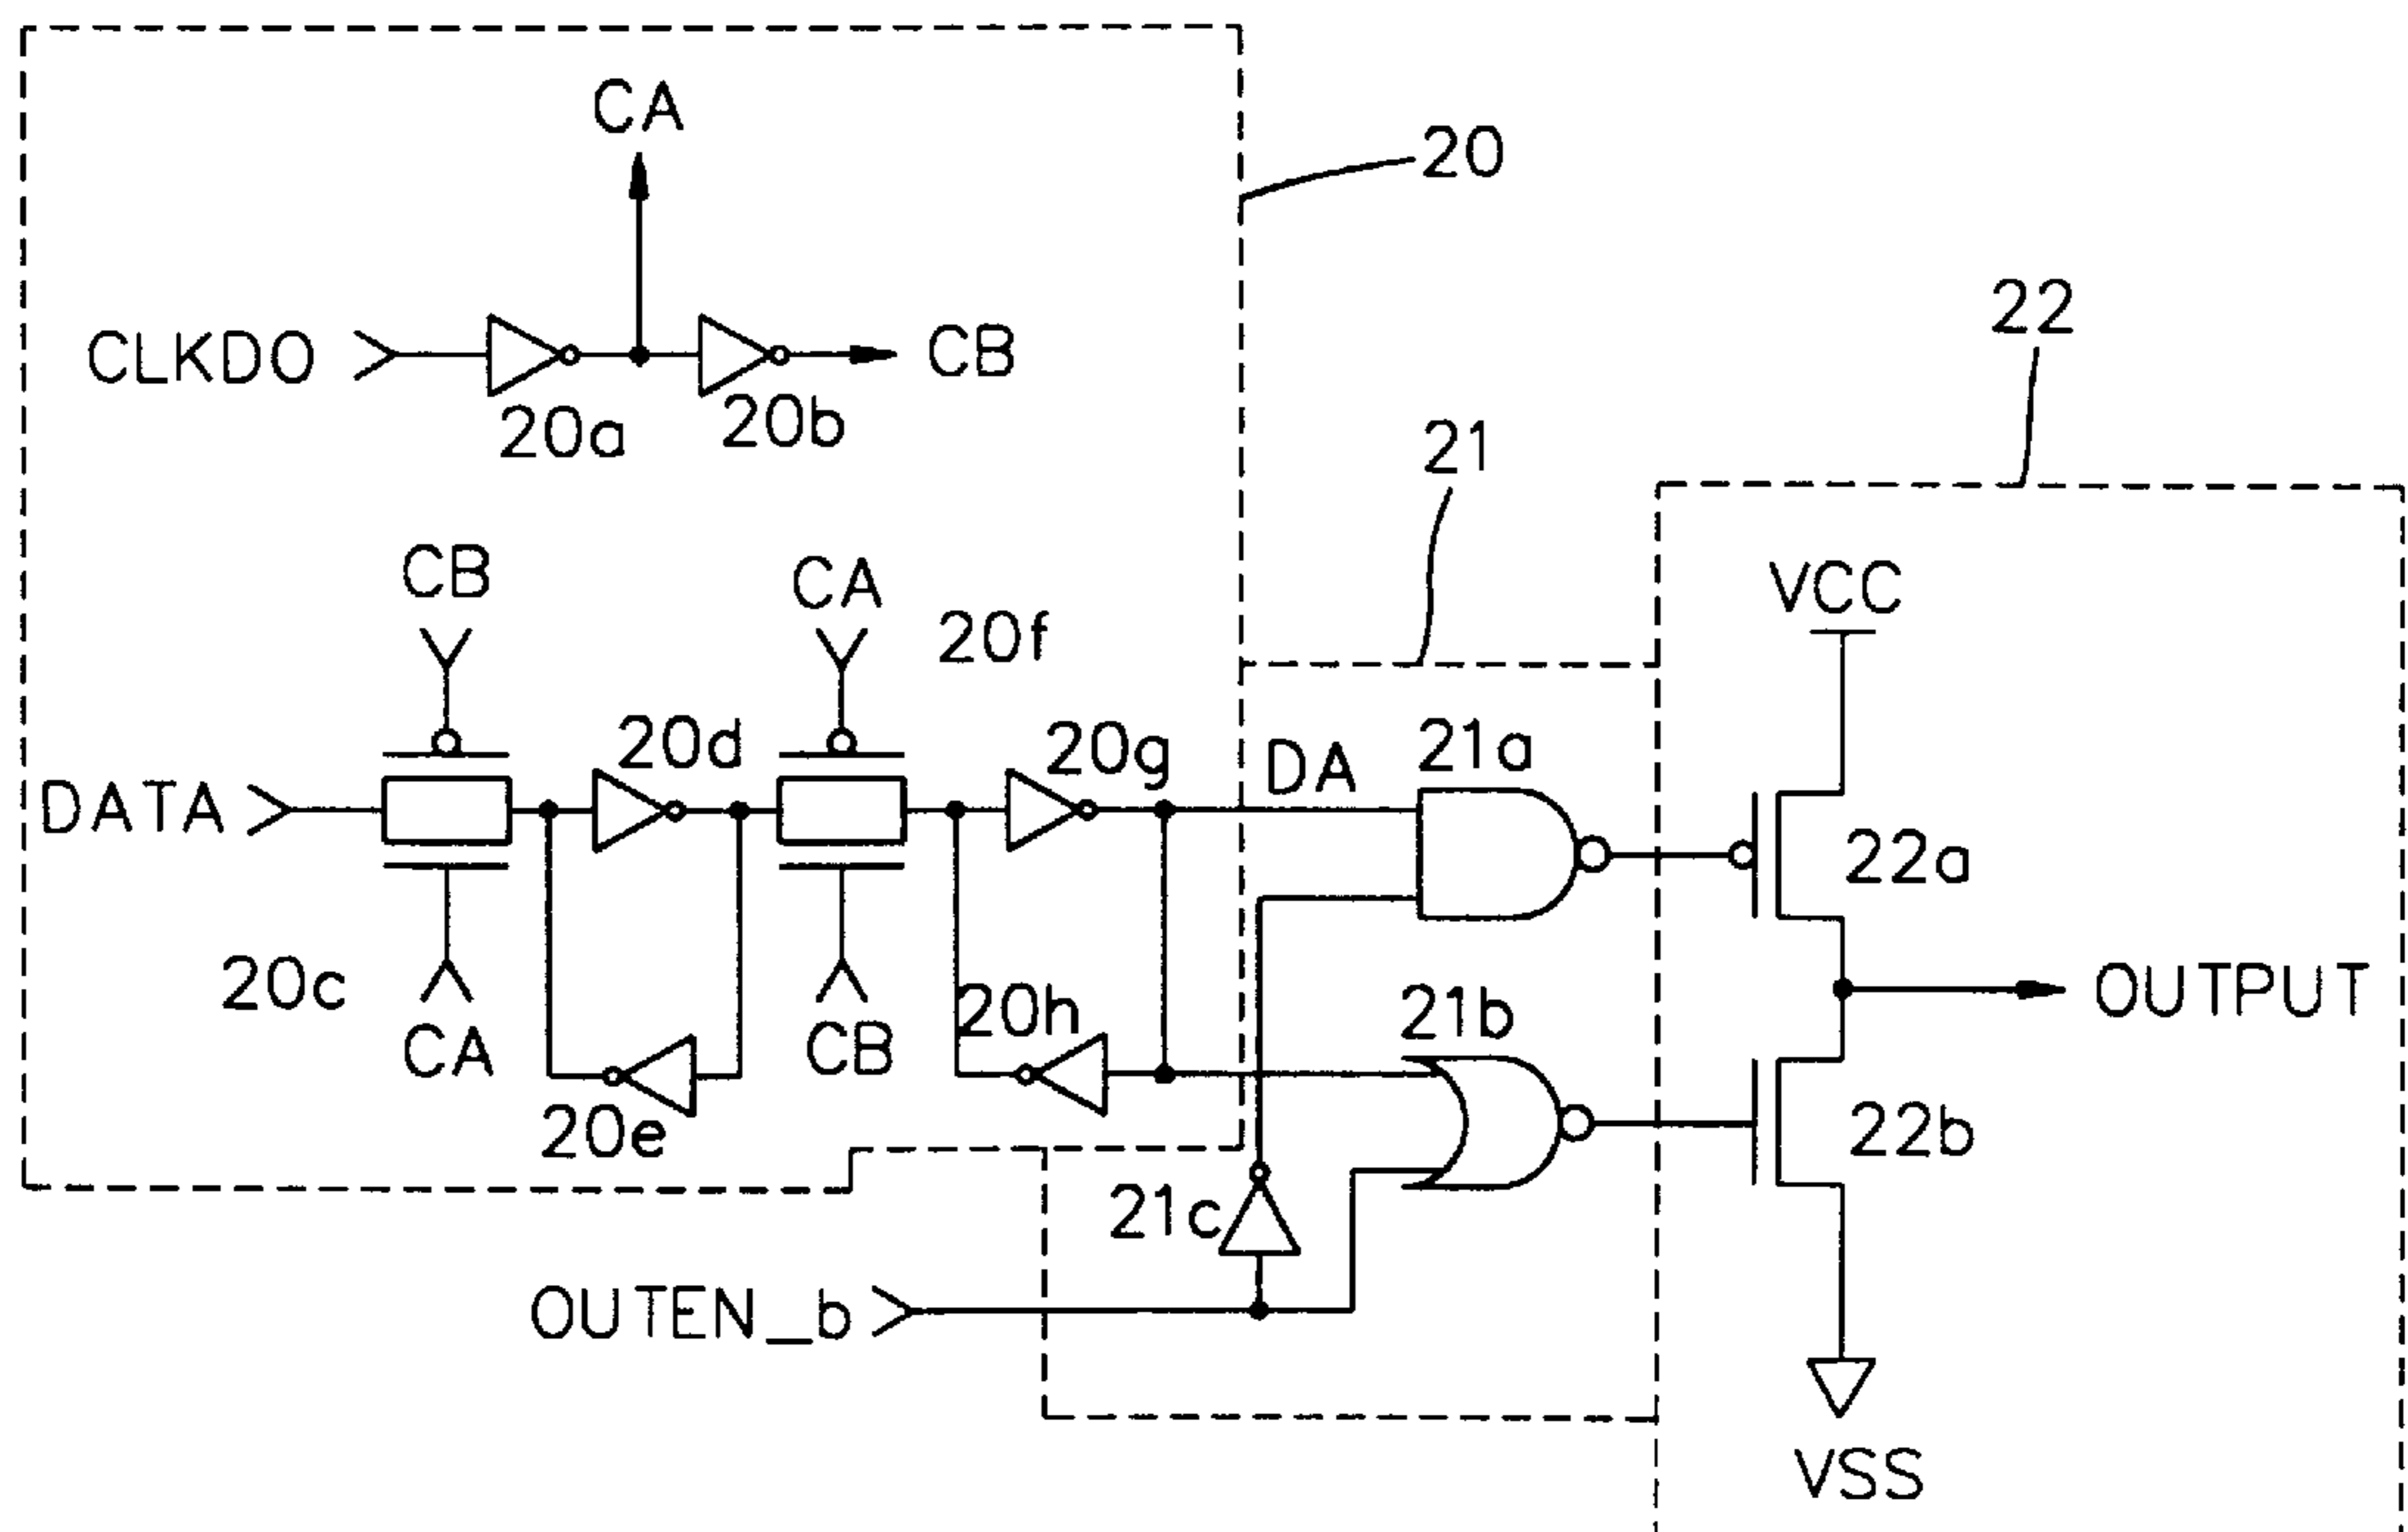 CA
20
CLKDO
CB
20a
20b
22
21
CB
CA
20f
VCC
20d
20g
DA
21a
DATA
22a
20c
20h
21b
OUTPUT
CA
CB
20e
22b
21c
OUTEN_b
VSS